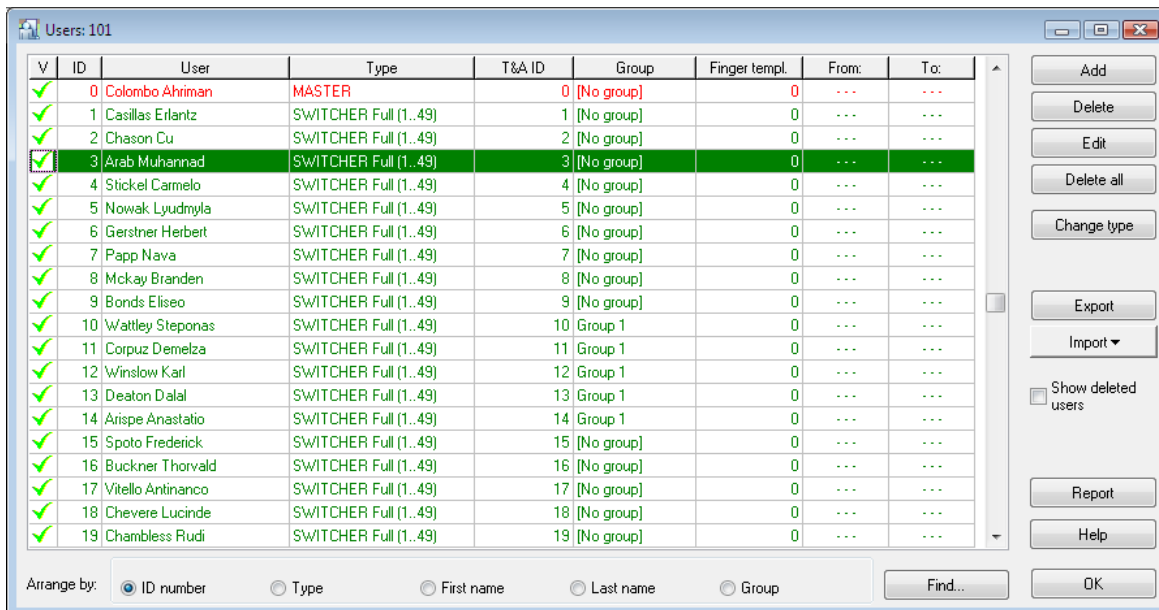 Users: 101
V ID User Type T&A ID Group Finger templ. From: To:
0 Colombo Ahriman MASTER 0 [No group] 0 - - - - - -
1 Casillas Erlantz SWITCHER Full (1..49) 1 [No group] 0 - - - - - -
2 Chason Cu SWITCHER Full (1..49) 2 [No group] 0 - - - - - -
3 Arab Muhannad SWITCHER Full (1..49) 3 [No group] 0 - - - - - -
4 Stickel Carmelo SWITCHER Full (1..49) 4 [No group] 0 - - - - - -
5 Nowak Lyudmyla SWITCHER Full (1..49) 5 [No group] 0 - - - - - -
6 Gerstner Herbert SWITCHER Full (1..49) 6 [No group] 0 - - - - - -
7 Papp Nava SWITCHER Full (1..49) 7 [No group] 0 - - - - - -
8 Mckay Branden SWITCHER Full (1..49) 8 [No group] 0 - - - - - -
9 Bonds Eliseo SWITCHER Full (1..49) 9 [No group] 0 - - - - - -
10 Wattley Steponas SWITCHER Full (1..49) 10 Group 1 0 - - - - - -
11 Corpuz Demelza SWITCHER Full (1..49) 11 Group 1 0 - - - - - -
12 Winslow Karl SWITCHER Full (1..49) 12 Group 1 0 - - - - - -
13 Deaton Dalal SWITCHER Full (1..49) 13 Group 1 0 - - - - - -
14 Arispe Anastatio SWITCHER Full (1..49) 14 Group 1 0 - - - - - -
15 Spoto Frederick SWITCHER Full (1..49) 15 [No group] 0 - - - - - -
16 Buckner Thorvald SWITCHER Full (1..49) 16 [No group] 0 - - - - - -
17 Vitello Antinanco SWITCHER Full (1..49) 17 [No group] 0 - - - - - -
18 Chevere Lucinde SWITCHER Full (1..49) 18 [No group] 0 - - - - - -
19 Chambless Rudi SWITCHER Full (1..49) 19 [No group] 0 - - - - - -
Add
Delete
Edit
Delete all
Change type
Export
Import
Show deleted
users
Report
Help
Arrange by: ID number Type First name Last name Group Find... OK